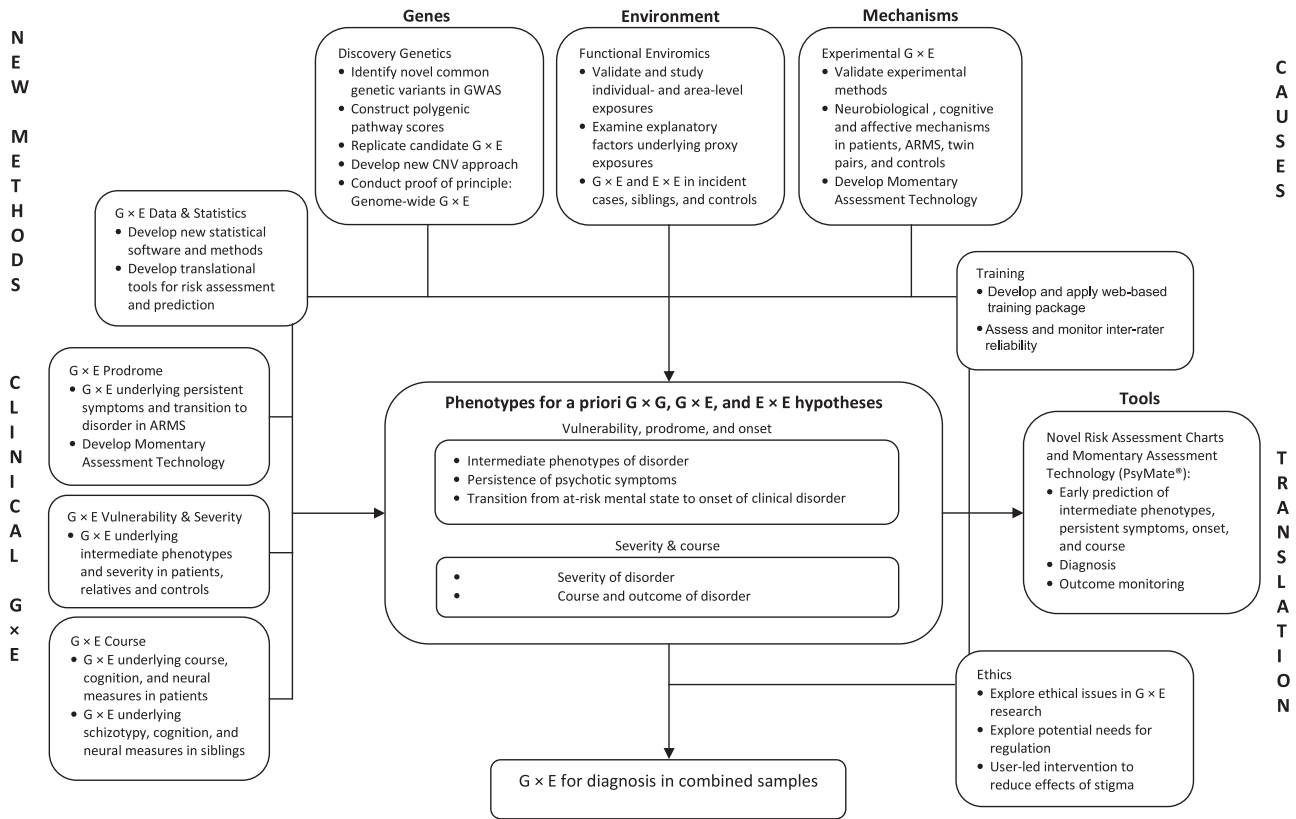 Genes
Environment
Mechanisms
NEW METHODS
CAUSES
Discovery Genetics
• Identify novel common
genetic variants in GWAS
• Construct polygenic
pathway scores
• Replicate candidate G × E
• Develop new CNV approach
• Conduct proof of principle:
Genome-wide G × E
Functional Enviromics
• Validate and study
individual- and area-level
exposures
• Examine explanatory
factors underlying proxy
exposures
• G × E and E × E in incident
cases, siblings, and controls
Experimental G × E
• Validate experimental
methods
• Neurobiological , cognitive
and affective mechanisms
in patients, ARMS, twin
pairs, and controls
• Develop Momentary
Assessment Technology
G × E Data & Statistics
• Develop new statistical
software and methods
• Develop translational
tools for risk assessment
and prediction
Training
• Develop and apply web-based
training package
• Assess and monitor inter-rater
reliability
CLINICAL G×E
G × E Prodrome
• G × E underlying persistent
symptoms and transition to
disorder in ARMS
• Develop Momentary
Assessment Technology
G × E Vulnerability & Severity
• G × E underlying
intermediate phenotypes
and severity in patients,
relatives and controls
G × E Course
• G × E underlying course,
cognition, and neural
measures in patients
• G × E underlying
schizotypy, cognition, and
neural measures in siblings
Phenotypes for a priori G × G, G × E, and E × E hypotheses
Vulnerability, prodrome, and onset
• Intermediate phenotypes of disorder
• Persistence of psychotic symptoms
• Transition from at-risk mental state to onset of clinical disorder
Severity & course
• Severity of disorder
• Course and outcome of disorder
Tools
Novel Risk Assessment Charts
and Momentary Assessment
Technology (PsyMate®):
• Early prediction of
intermediate phenotypes,
persistent symptoms, onset,
and course
• Diagnosis
• Outcome monitoring
TRANSLATION
Ethics
• Explore ethical issues in G × E
research
• Explore potential needs for
regulation
• User-led intervention to
reduce effects of stigma
G × E for diagnosis in combined samples